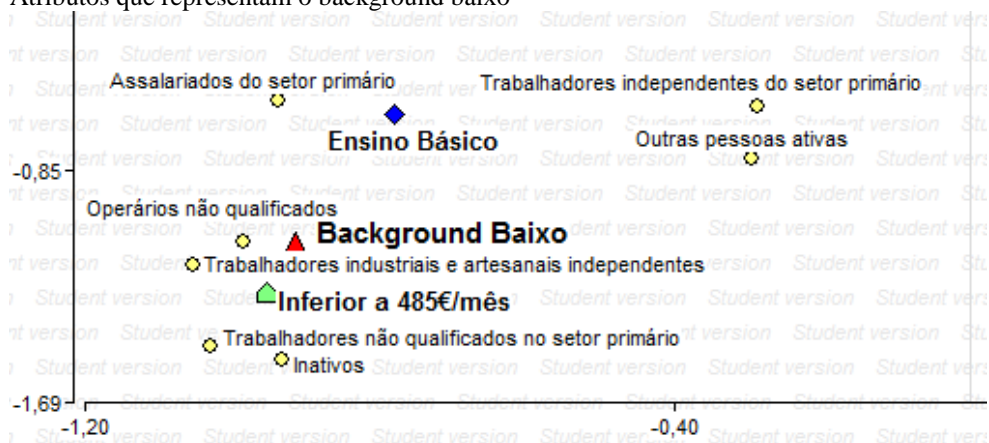 Atributos que representam o background baixo
Assalariados do setor primário
Trabalhadores independentes do setor primário
Ensino Básico
Outras pessoas ativas
-0,85
Operários não qualificados
Background Baixo
Trabalhadores industriais e artesanais independentes
Inferior a 485€/mês
Trabalhadores não qualificados no setor primário
Inativos
-1,69
-1,20
-0,40
Student version